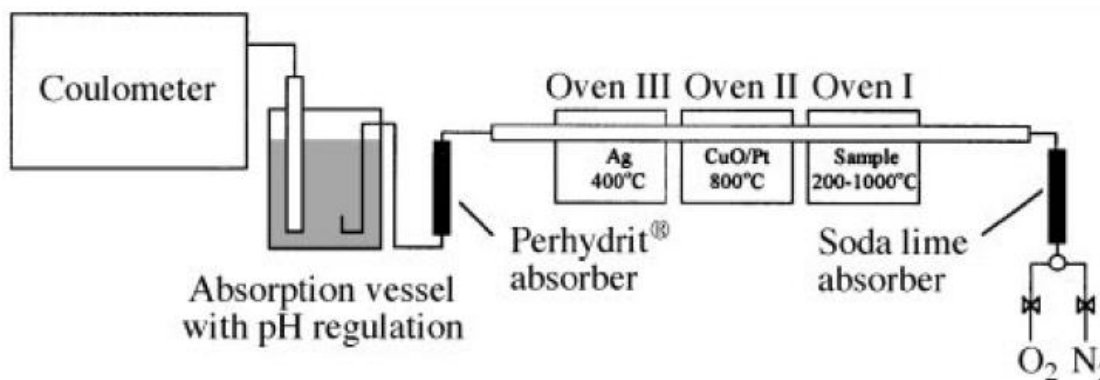 Coulometer
Oven III Oven II Oven I
Ag
400°C
CuO/Pt
800°C
Sample
200-1000°C
Perhydrit®
absorber
Soda lime
absorber
Absorption vessel
with pH regulation
O₂ N₂